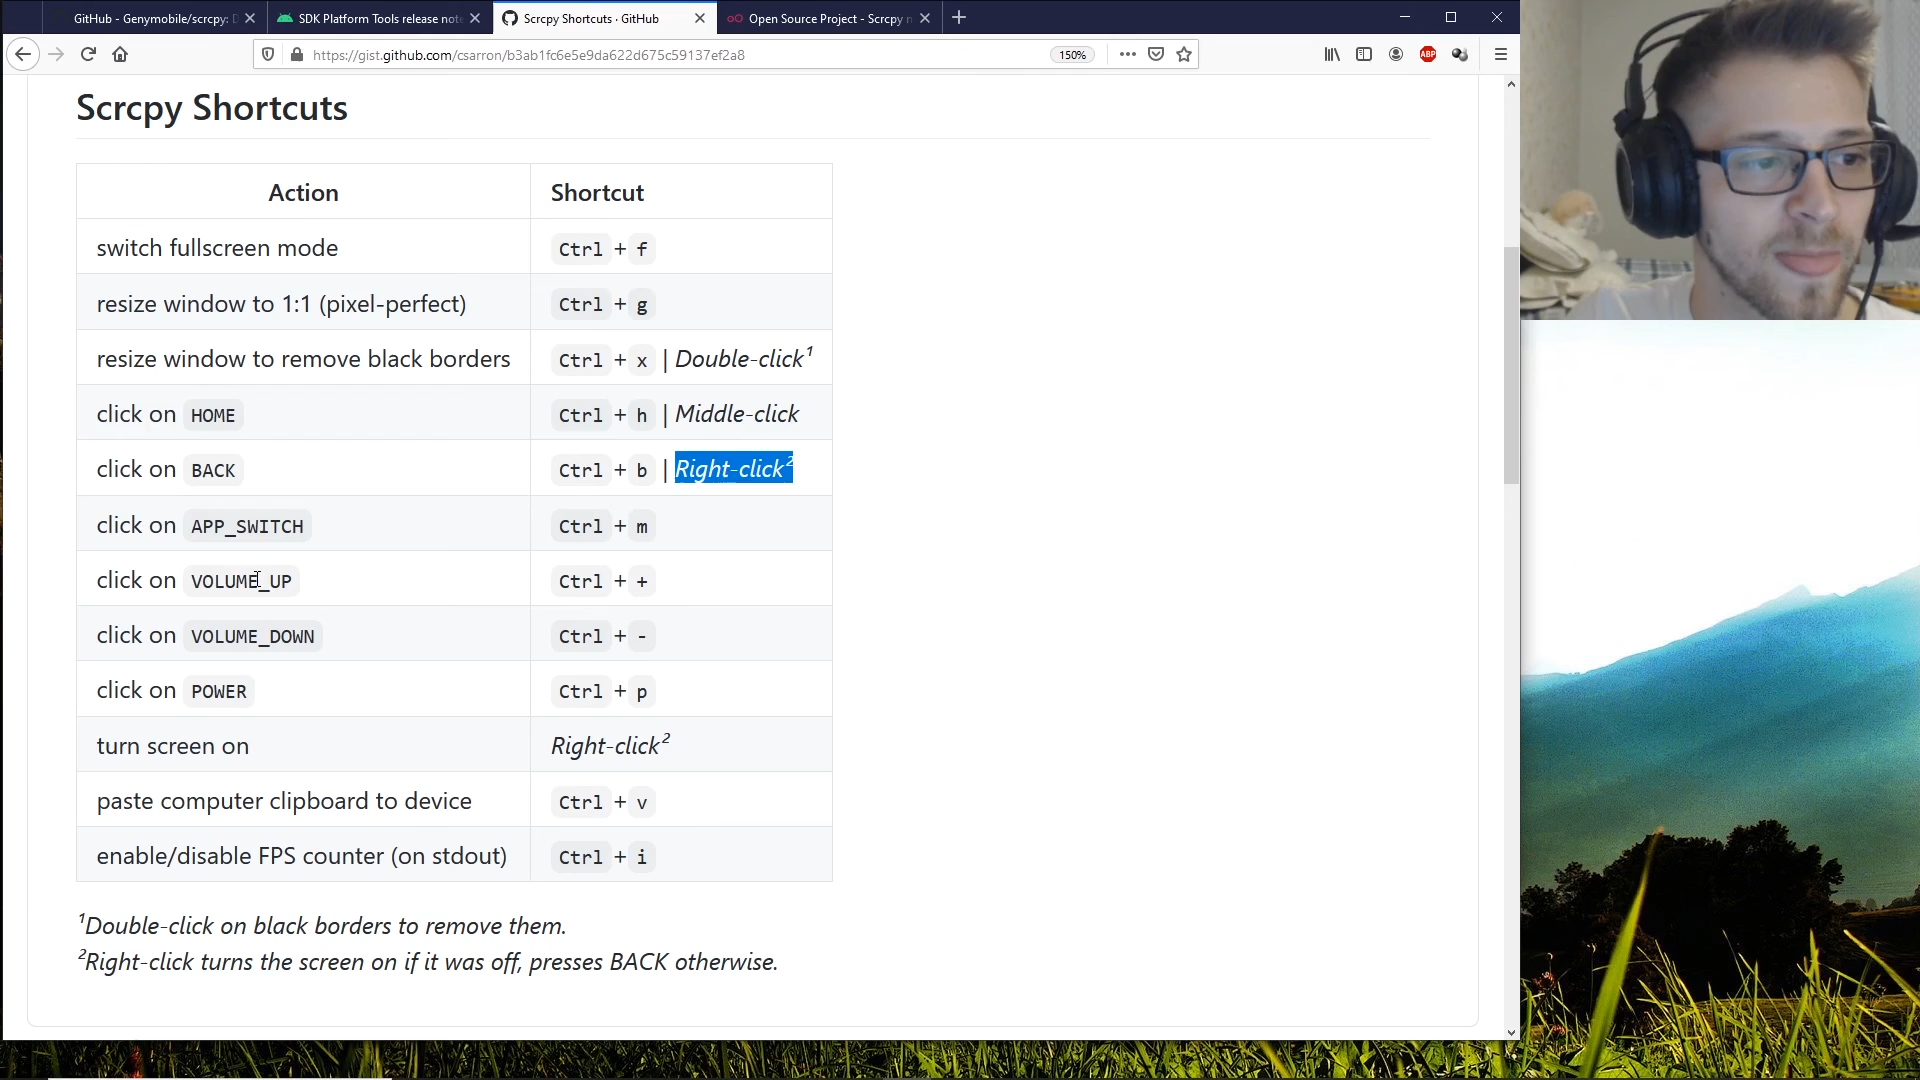 GitHub - Genymobile/scrcpy: D
SDK Platform Tools release note
Scrcpy Shortcuts · GitHub
Open Source Project - Scrcpy n
https://gist.github.com/csarron/b3ab1fc6e5e9da622d675c59137ef2a8
150%
ABP
Scrcpy Shortcuts
Action Shortcut
switch fullscreen mode Ctrl + f
resize window to 1:1 (pixel-perfect) Ctrl + g
resize window to remove black borders Ctrl + x | Double-click¹
click on HOME Ctrl + h | Middle-click
click on BACK Ctrl + b | Right-click²
click on APP_SWITCH Ctrl + m
click on VOLUME_UP Ctrl + +
click on VOLUME_DOWN Ctrl + -
click on POWER Ctrl + p
turn screen on Right-click²
paste computer clipboard to device Ctrl + v
enable/disable FPS counter (on stdout) Ctrl + i
¹Double-click on black borders to remove them.
²Right-click turns the screen on if it was off, presses BACK otherwise.